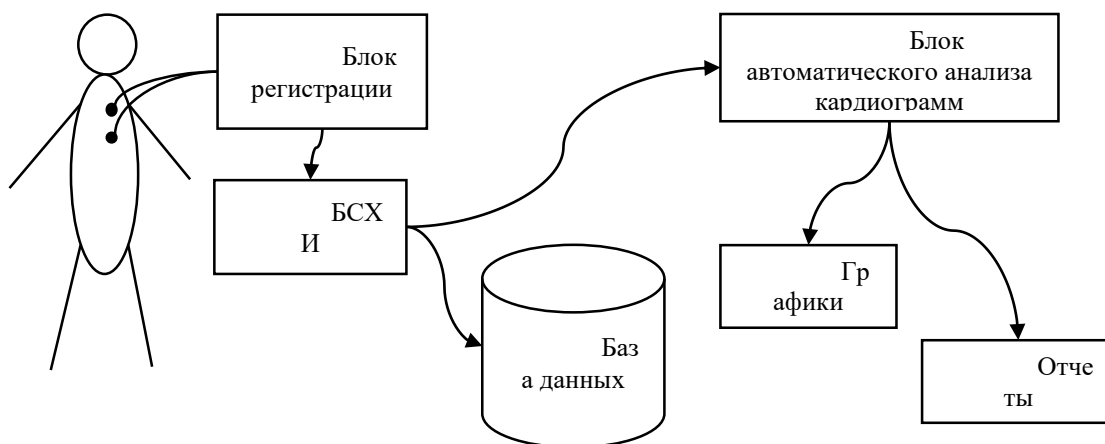 Блок
регистрации
Блок
автоматического анализа
кардиограмм
БСХ
И
Гр
афики
Баз
а данных
Отче
ты